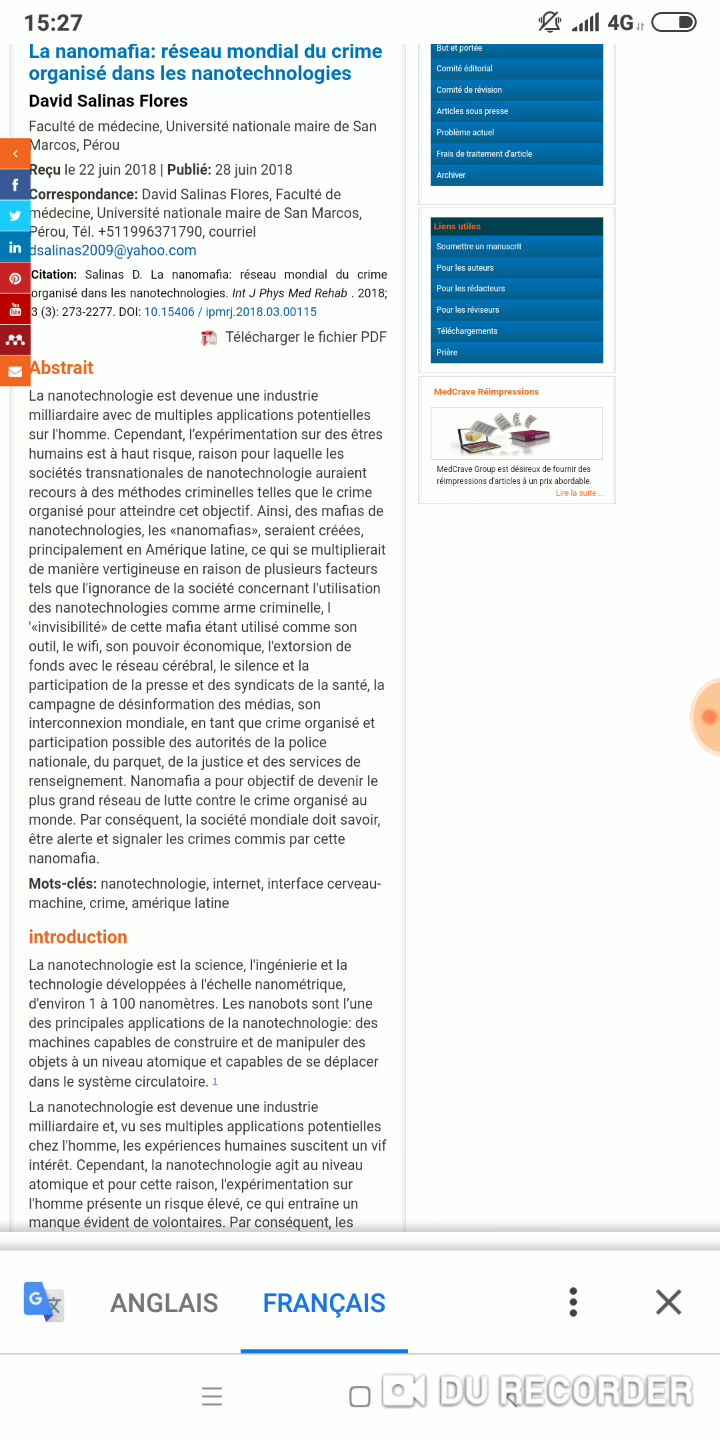 15:27
4G
La nanomafia: réseau mondial du crime
organisé dans les nanotechnologies
David Salinas Flores
Faculté de médecine, Université nationale maire de San
Marcos, Pérou
Reçu le 22 juin 2018 | Publié: 28 juin 2018
Correspondance: David Salinas Flores, Faculté de
médecine, Université nationale maire de San Marcos,
Pérou, Tél. +511996371790, courriel
dsalinas2009@yahoo.com
Citation: Salinas D. La nanomafia: réseau mondial du crime
organisé dans les nanotechnologies. Int J Phys Med Rehab . 2018;
3 (3): 273-2277. DOI: 10.15406 / ipmrj.2018.03.00115
Télécharger le fichier PDF
Abstrait
La nanotechnologie est devenue une industrie
milliardaire avec de multiples applications potentielles
sur l'homme. Cependant, l'expérimentation sur des êtres
humains est à haut risque, raison pour laquelle les
sociétés transnationales de nanotechnologie auraient
recours à des méthodes criminelles telles que le crime
organisé pour atteindre cet objectif. Ainsi, des mafias de
nanotechnologies, les «nanomafias», seraient créées,
principalement en Amérique latine, ce qui se multiplierait
de manière vertigineuse en raison de plusieurs facteurs
tels que l'ignorance de la société concernant l'utilisation
des nanotechnologies comme arme criminelle, l
'«invisibilité» de cette mafia étant utilisé comme son
outil, le wifi, son pouvoir économique, l'extorsion de
fonds avec le réseau cérébral, le silence et la
participation de la presse et des syndicats de la santé, la
campagne de désinformation des médias, son
interconnexion mondiale, en tant que crime organisé et
participation possible des autorités de la police
nationale, du parquet, de la justice et des services de
renseignement. Nanomafia a pour objectif de devenir le
plus grand réseau de lutte contre le crime organisé au
monde. Par conséquent, la société mondiale doit savoir,
être alerte et signaler les crimes commis par cette
nanomafia.
Mots-clés: nanotechnologie, internet, interface cerveau-
machine, crime, amérique latine
introduction
La nanotechnologie est la science, l'ingénierie et la
technologie développées à l'échelle nanométrique,
d'environ 1 à 100 nanomètres. Les nanobots sont l'une
des principales applications de la nanotechnologie: des
machines capables de construire et de manipuler des
objets à un niveau atomique et capables de se déplacer
dans le système circulatoire. 1
La nanotechnologie est devenue une industrie
milliardaire et, vu ses multiples applications potentielles
chez l'homme, les expériences humaines suscitent un vif
intérêt. Cependant, la nanotechnologie agit au niveau
atomique et pour cette raison, l'expérimentation sur
l'homme présente un risque élevé, ce qui entraîne un
manque évident de volontaires. Par conséquent, les
But et portée
Comité éditorial
Comité de révision
Articles sous presse
Problème actuel
Frais de traitement d'article
Archiver
Liens utiles
Soumettre un manuscrit
Pour les auteurs
Pour les rédacteurs
Pour les réviseurs
Téléchargements
Prière
MedCrave Réimpressions
MedCrave Group est désireux de fournir des
réimpressions d'articles à un prix abordable.
Lire la suite ...
ANGLAIS
FRANÇAIS
DU RECORDER